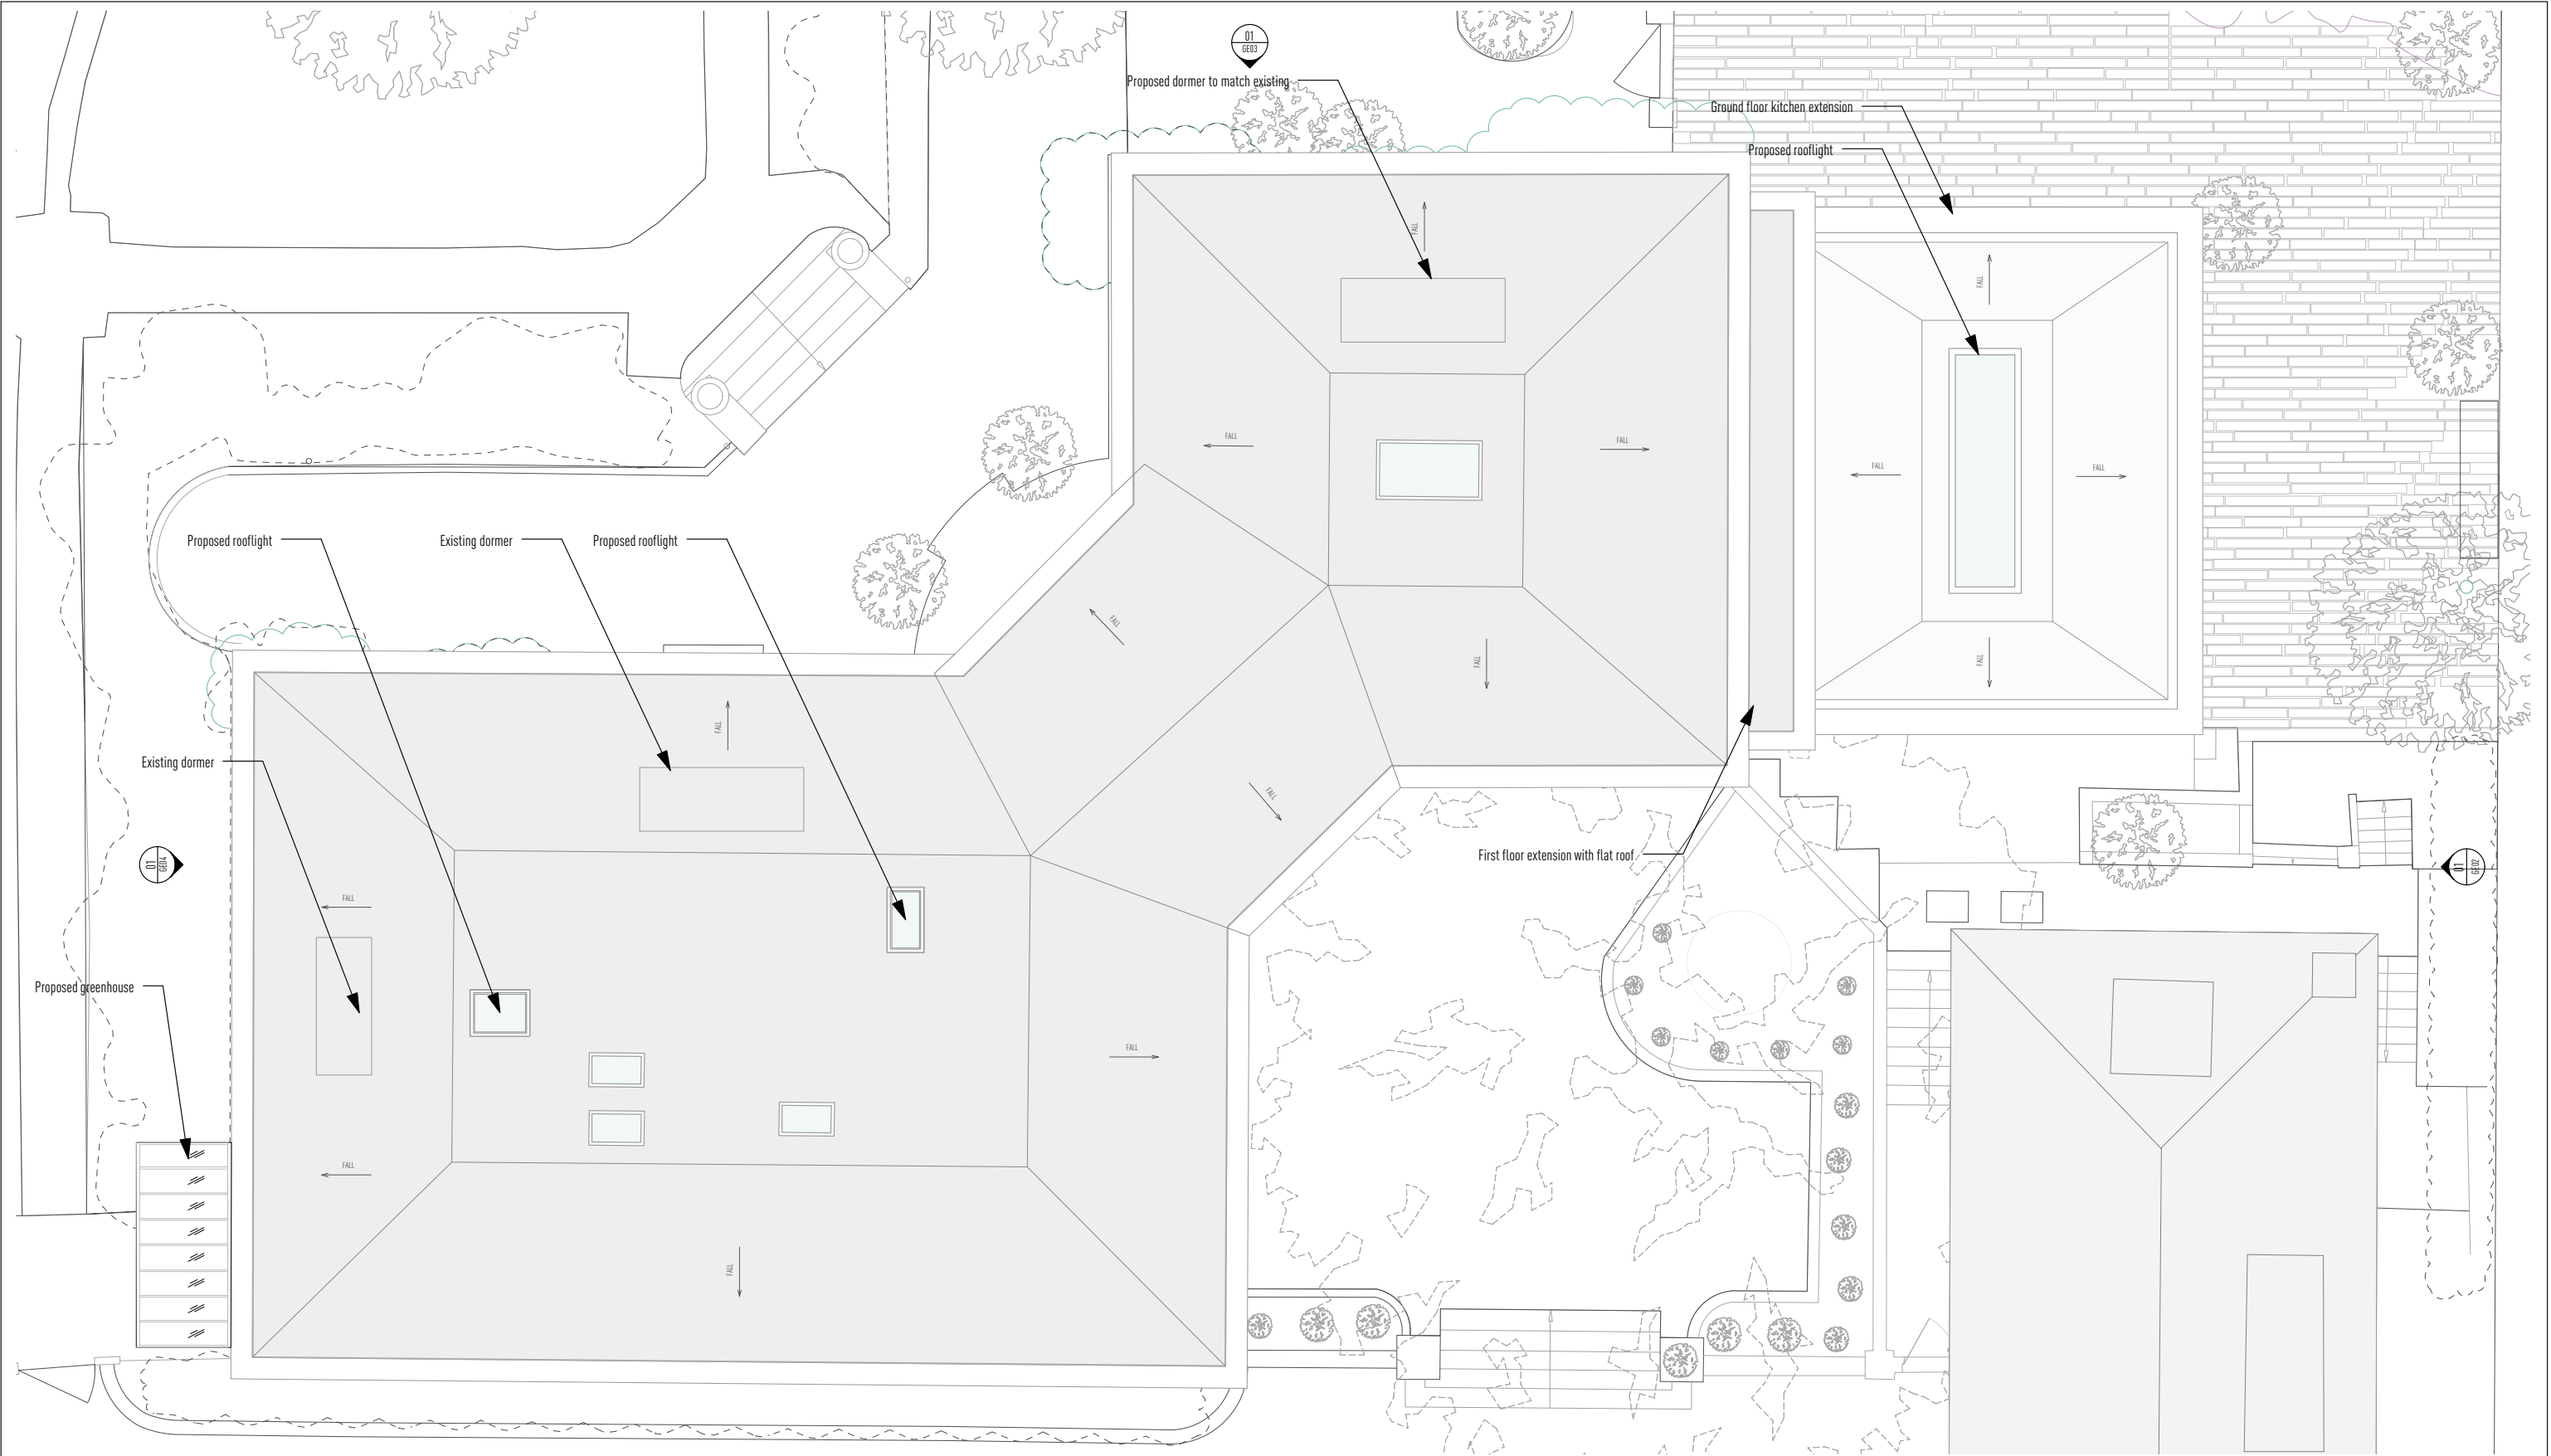 01
GE03
Proposed dormer to match existing
Ground floor kitchen extension
Proposed rooflight
FALL
FALL
FALL
FALL
FALL
FALL
Proposed rooflight
Existing dormer
Proposed rooflight
FALL
FALL
FALL
FALL
Existing dormer
FALL
01
GE04
First floor extension with flat roof
01
GE02
FALL
Proposed greenhouse
FALL
FALL
FALL